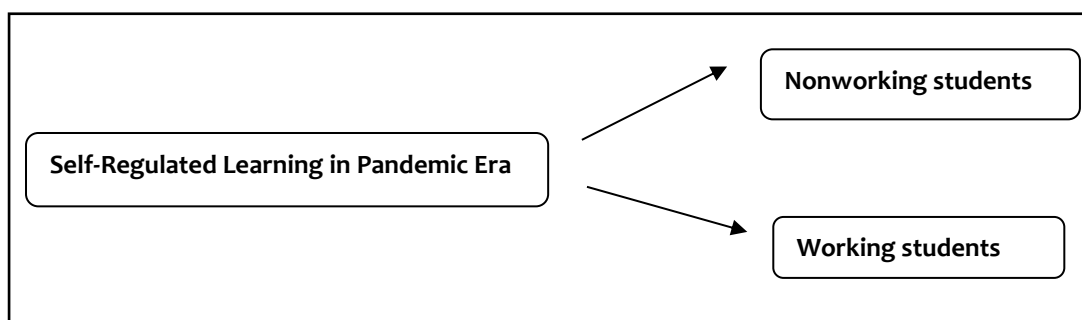 Nonworking students
Self-Regulated Learning in Pandemic Era
Working students